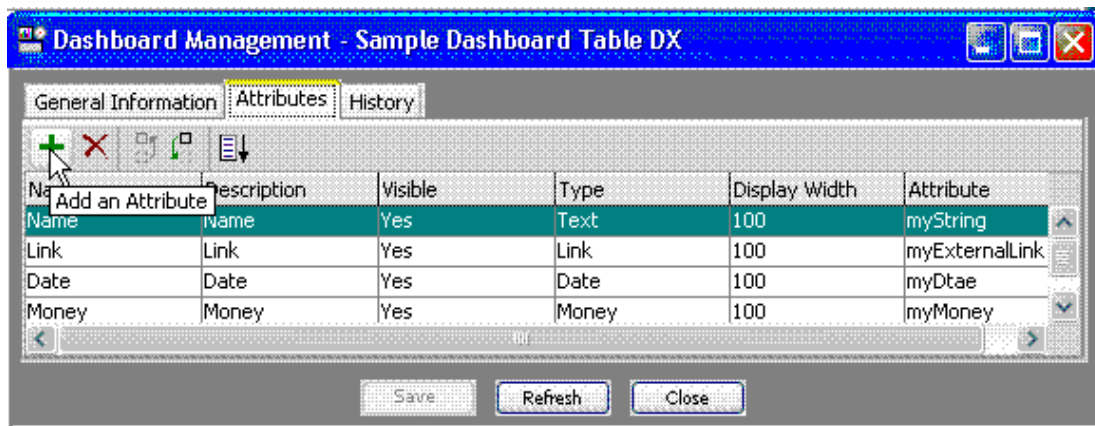 Dashboard Management - Sample Dashboard Table DX
General Information Attributes History
Add an Attribute
Description Visible Type Display Width Attribute
Name Name Yes Text 100 myString
Link Link Yes Link 100 myExternalLink
Date Date Yes Date 100 myDtae
Money Money Yes Money 100 myMoney
Save Refresh Close